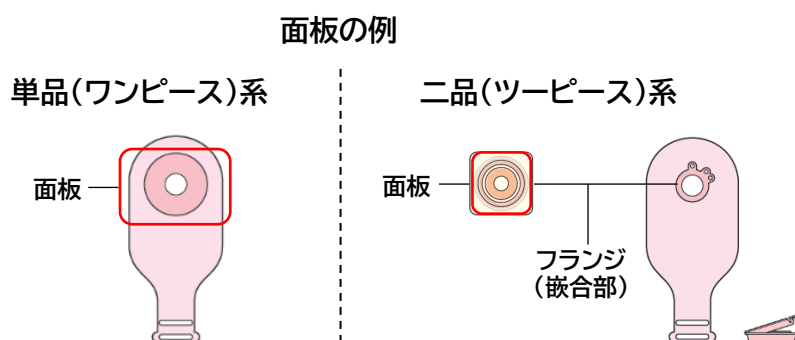 面板の例
単品(ワンピース)系
二品(ツーピース)系
面板
面板
フランジ
(嵌合部)